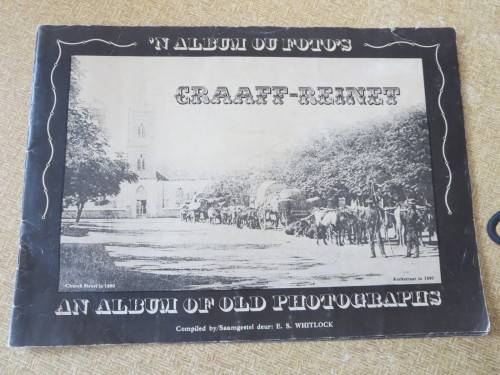 'N ALBUM OU FOTO'S
GRAAFF-REINET
Church Street in 1880
Kerkstraat in 1880
AN ALBUM OF OLD PHOTOGRAPHS
Compiled by/Saamgestel deur: E. S. WHITLOCK